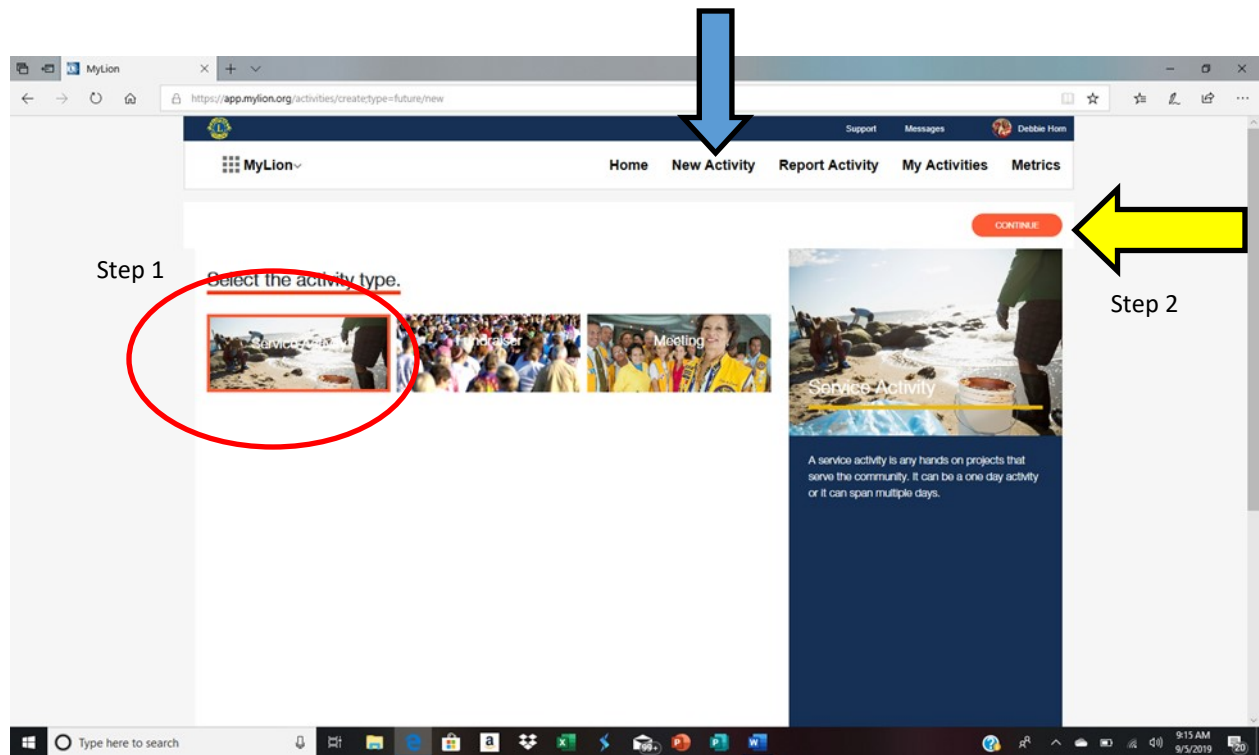 MyLion
https://app.mylion.org/activities/create;type=future/new
Support Messages Debbie Horn
MyLion Home New Activity Report Activity My Activities Metrics
CONTINUE
Step 1
Select the activity type.
Step 2
Service Activity Fundraiser Meeting
Service Activity
A service activity is any hands on projects that
serve the community. It can be a one day activity
or it can span multiple days.
Type here to search
99+
9:15 AM
9/5/2019